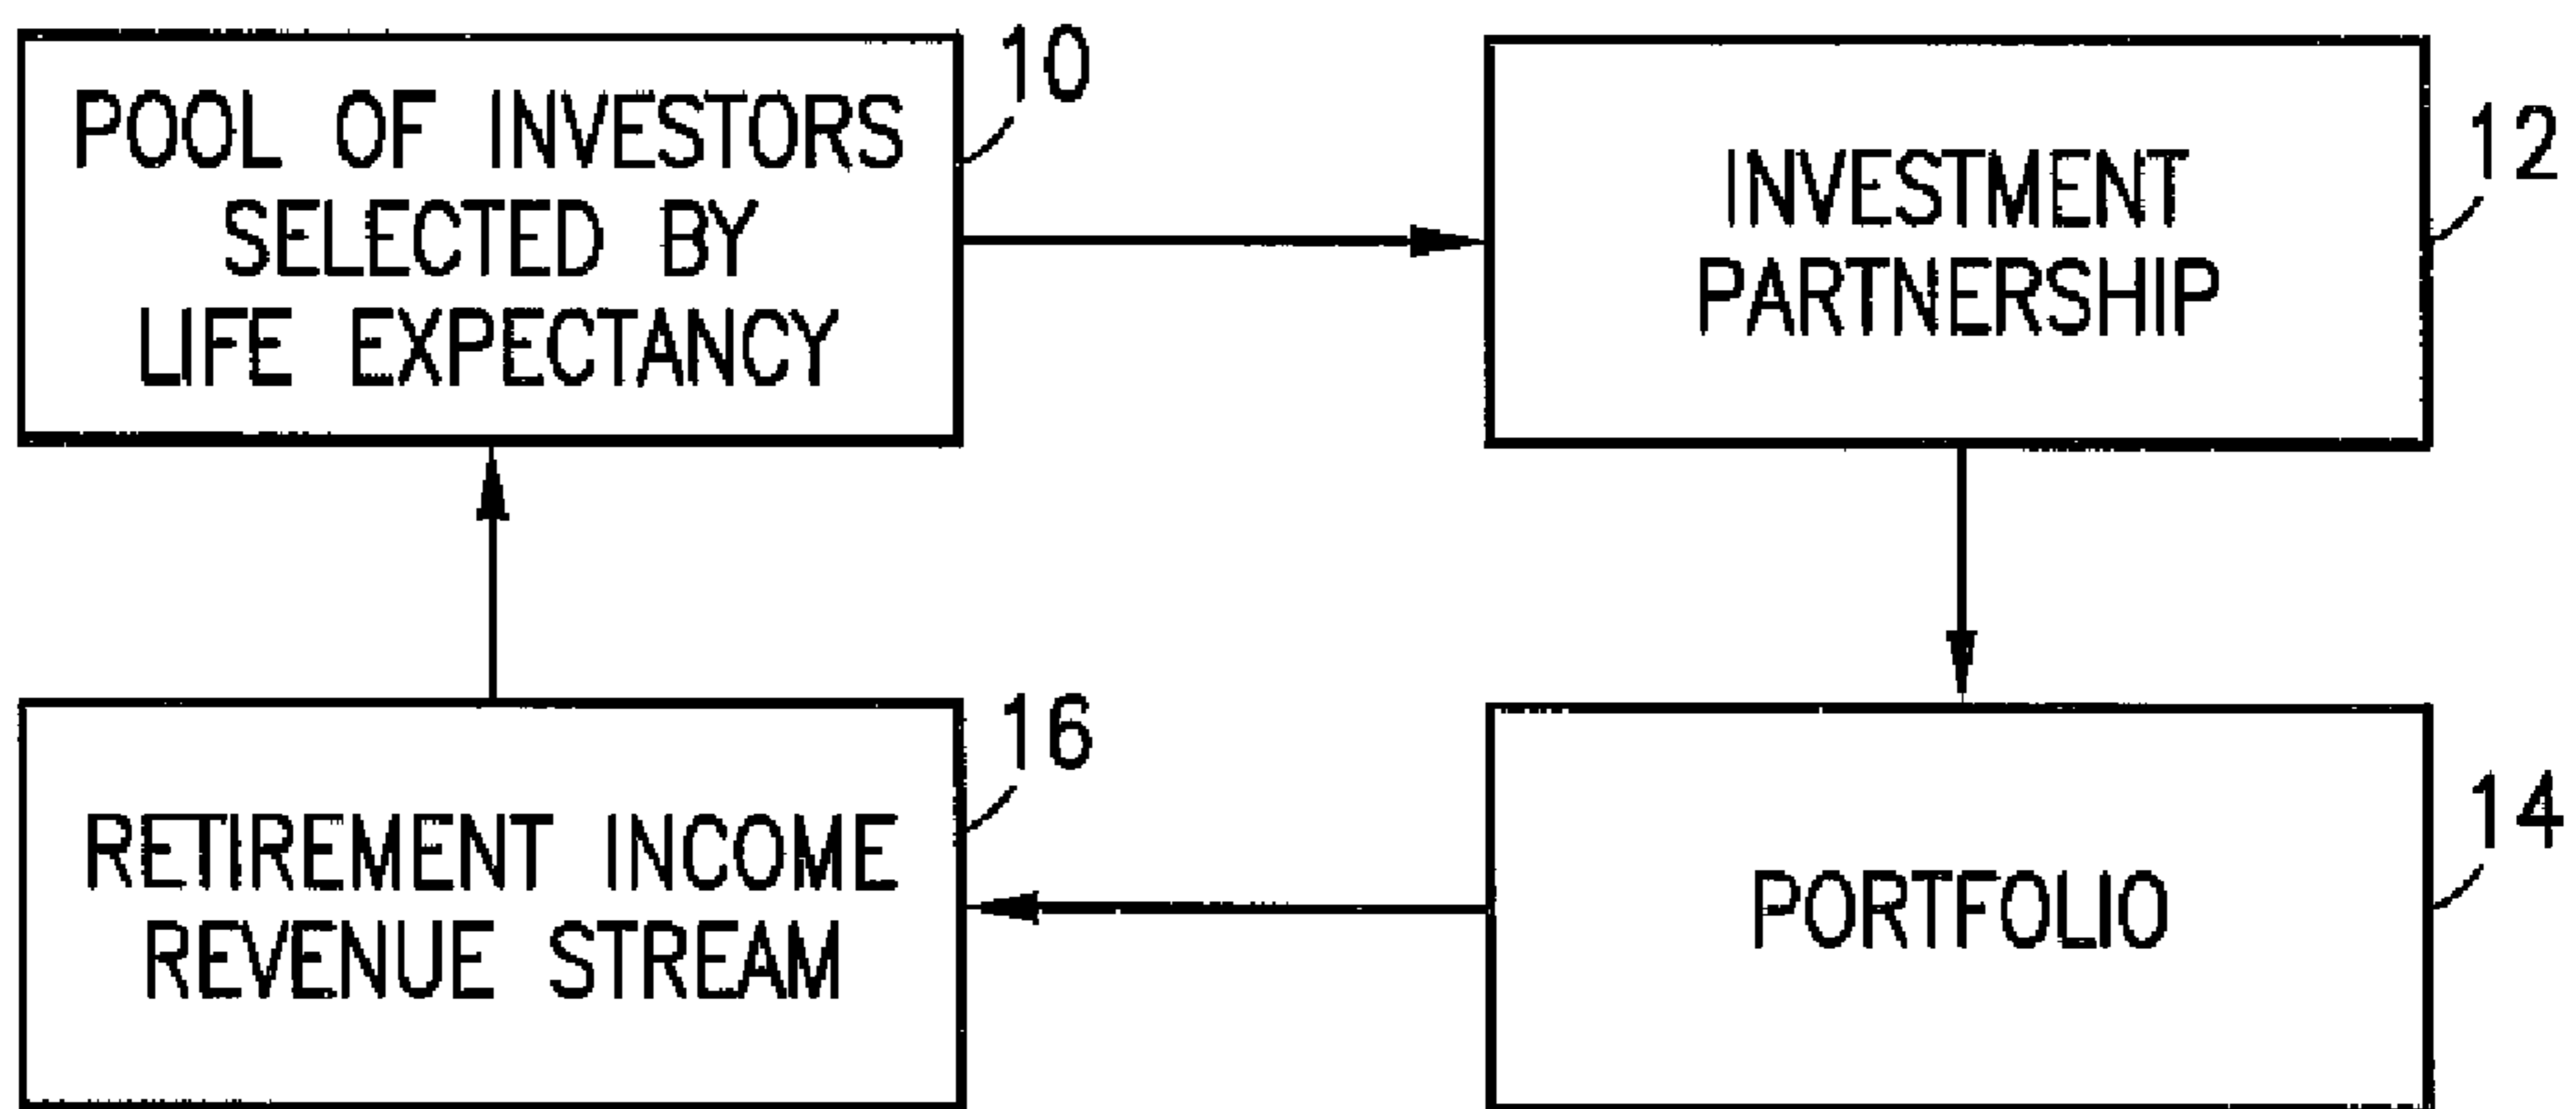 POOL OF INVESTORS
SELECTED BY
LIFE EXPECTANCY
10
INVESTMENT
PARTNERSHIP
12
RETIREMENT INCOME
REVENUE STREAM
16
PORTFOLIO
14